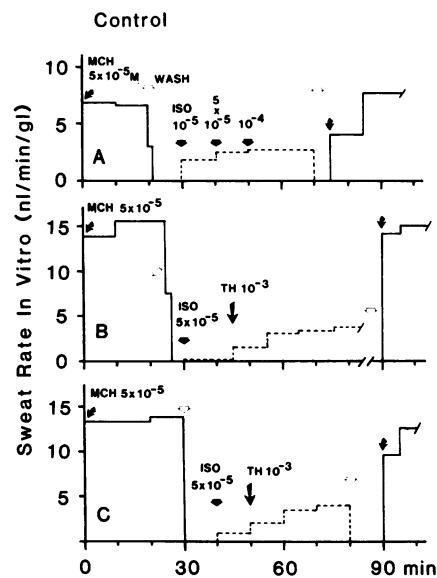 Control
Sweat Rate In Vitro (nl/min/gl)
10
5
0
MCH
5x10⁻⁵M
WASH
ISO
10⁻⁵
5
x
10⁻⁵
10⁻⁴
A
15
10
5
0
MCH 5x10⁻⁵
ISO
5x10⁻⁵
TH 10⁻³
B
15
10
5
MCH 5x10⁻⁵
ISO
5x10⁻⁵
TH 10⁻³
C
0 30 60 90 min